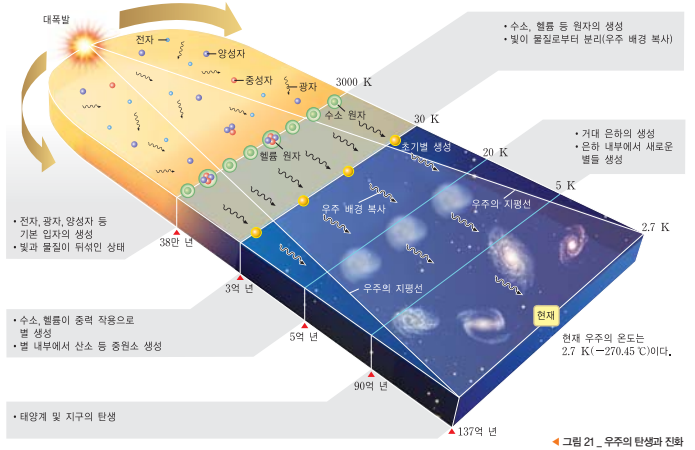 대폭발
전자
양성자
중성자
광자
3000 K
수소 원자
헬륨 원자
• 수소, 헬륨 등 원자의 생성
• 빛이 물질로부터 분리(우주 배경 복사)
30 K
초기별 생성
20 K
• 거대 은하의 생성
• 은하 내부에서 새로운
별들 생성
5 K
우주 배경 복사
우주의 지평선
2.7 K
• 전자, 광자, 양성자 등
기본 입자의 생성
• 빛과 물질이 뒤섞인 상태
38만 년
우주의 지평선
3억 년
현재
• 수소, 헬륨이 중력 작용으로
별 생성
• 별 내부에서 산소 등 중원소 생성
5억 년
현재 우주의 온도는
2.7 K(−270.45 ℃)이다.
90억 년
• 태양계 및 지구의 탄생
137억 년
◀ 그림 21 _ 우주의 탄생과 진화